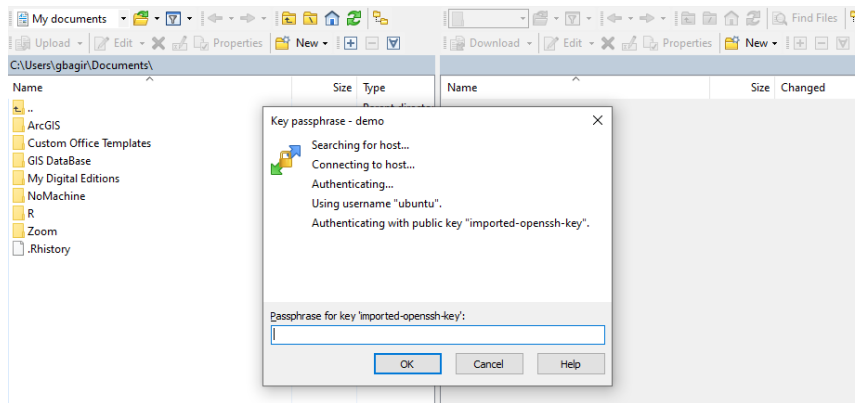 My documents
Find Files
Upload Edit Properties New
Download Edit Properties New
C:\Users\gbagir\Documents\
Name Size Type
Name Size Changed
..
ArcGIS
Custom Office Templates
GIS DataBase
My Digital Editions
NoMachine
R
Zoom
.Rhistory
Key passphrase - demo
Searching for host...
Connecting to host...
Authenticating...
Using username "ubuntu".
Authenticating with public key "imported-openssh-key".
Passphrase for key 'imported-openssh-key':
OK Cancel Help